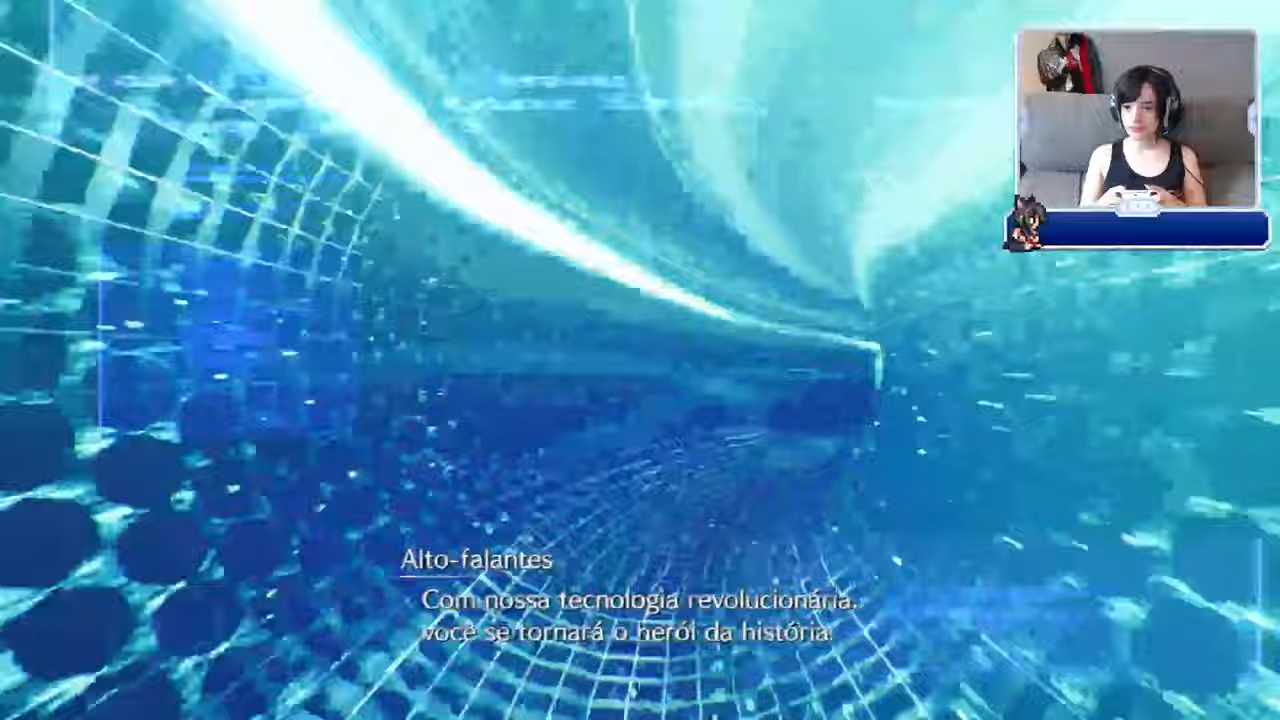 Alto-falantes
Com nossa tecnologia revolucionária,
você se tornará o herói da história.